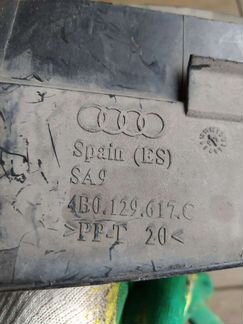 Spain (ES)
SA9
4B0.129.617.C
>PP-T 20<